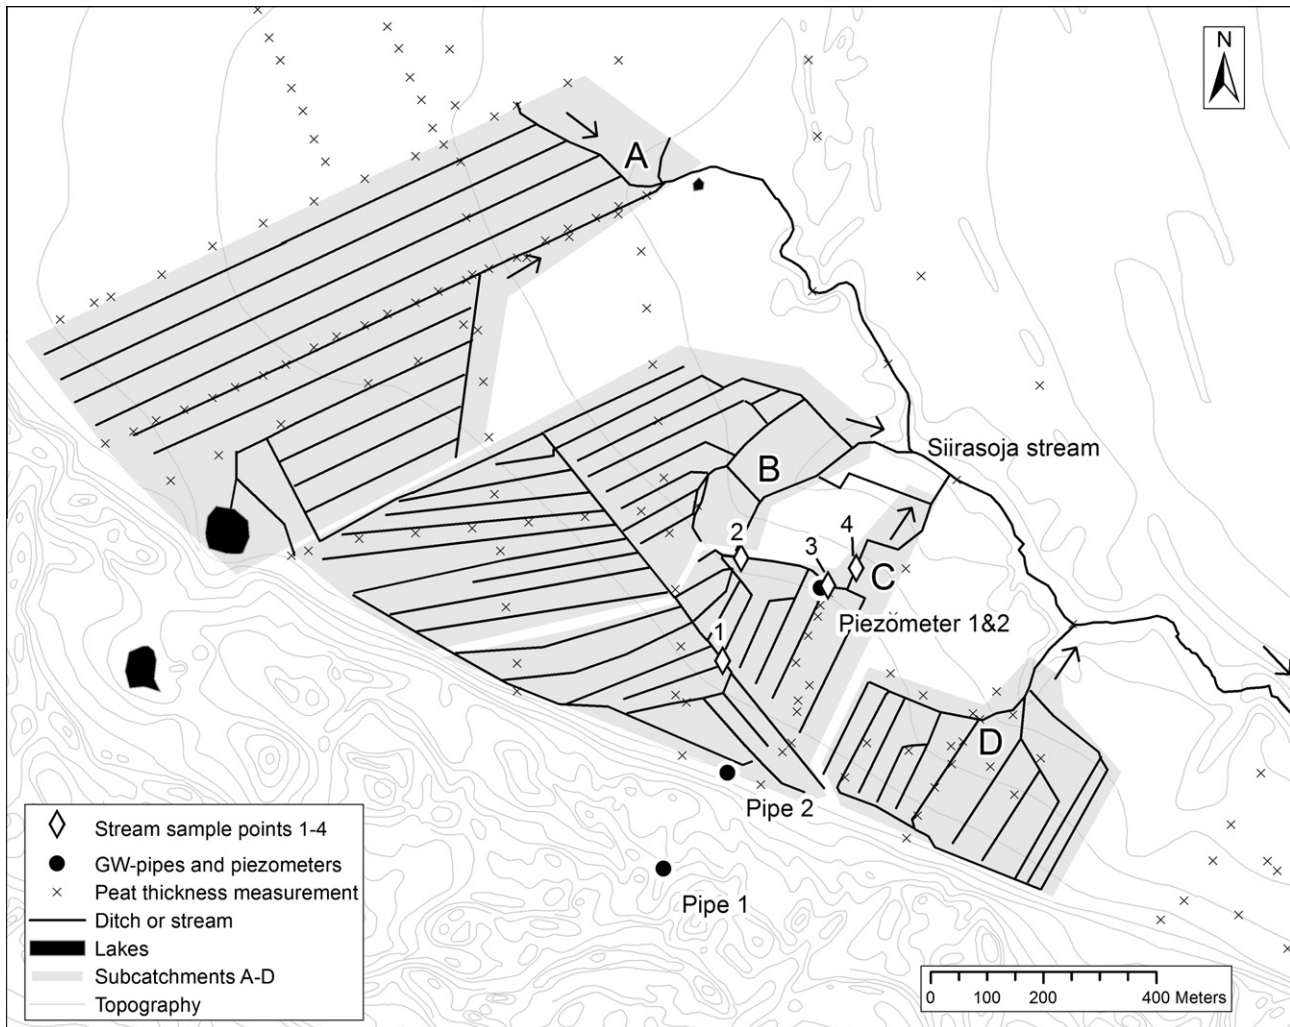 N
A
Siirasoja stream
B
2
4
3
C
Piezometer 1&2
1
D
Pipe 2
Pipe 1
Stream sample points 1-4
GW-pipes and piezometers
Peat thickness measurement
Ditch or stream
Lakes
Subcatchments A-D
Topography
0 100 200 400 Meters